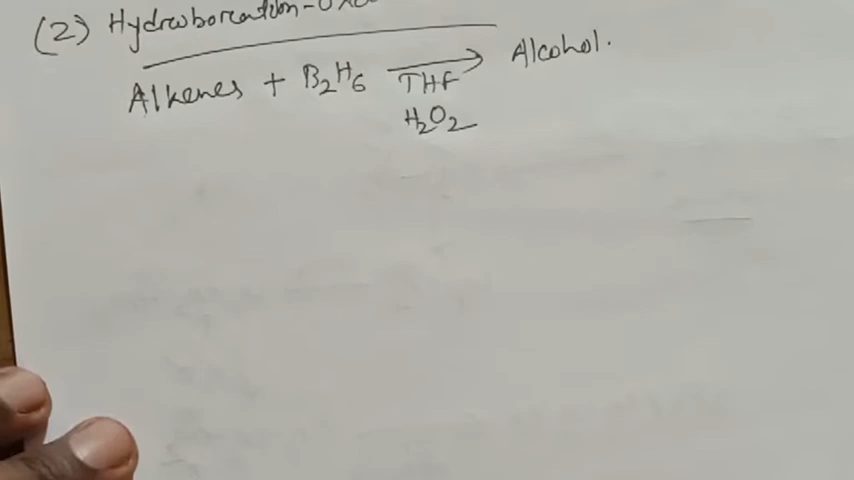 (2) Hydroboration-
Alkenes + B₂H₆ → Alcohol.
THF
H₂O₂